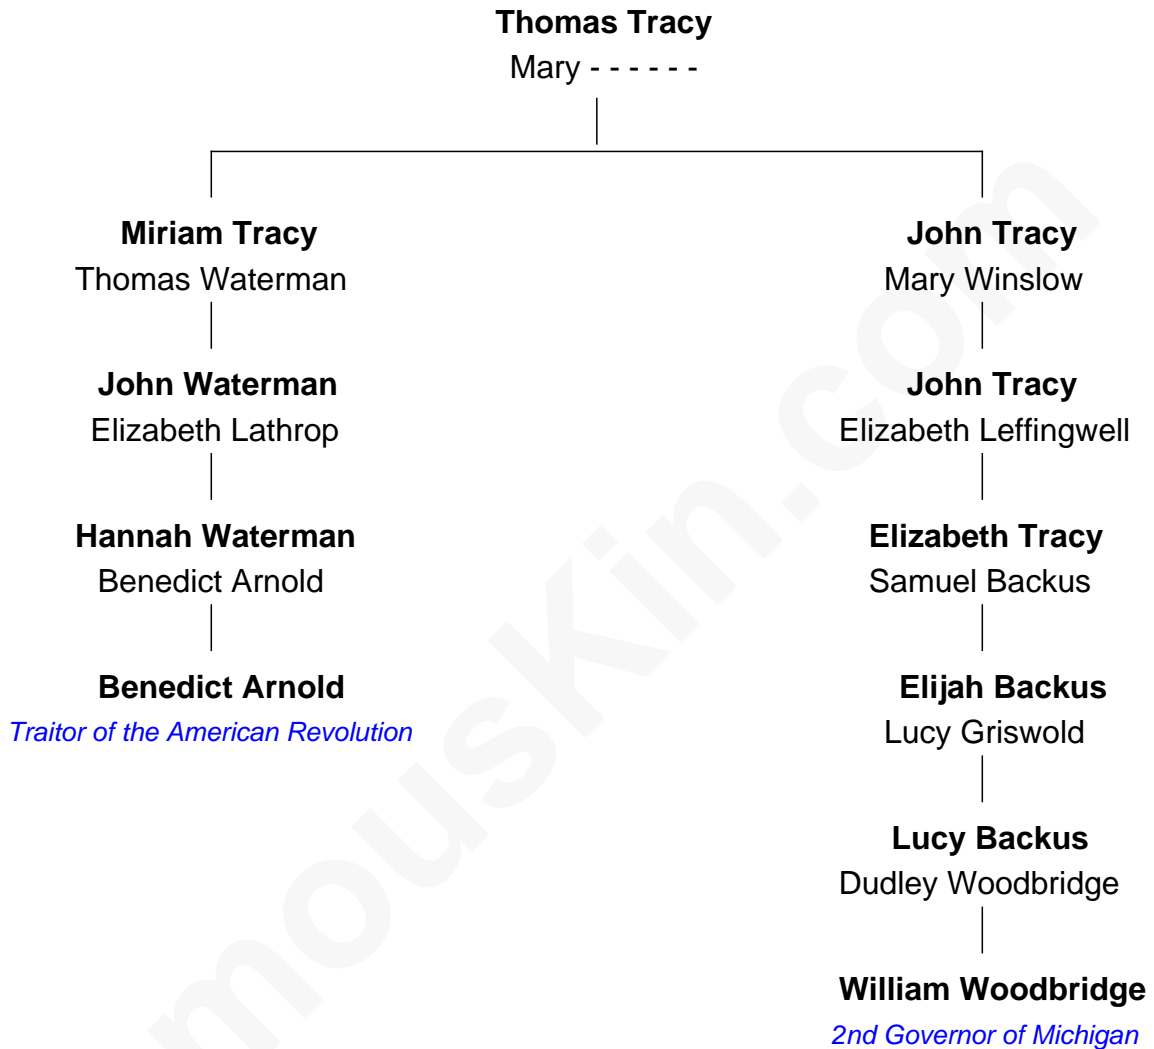 Thomas Tracy
Mary - - - - - -
Miriam Tracy
Thomas Waterman
John Tracy
Mary Winslow
John Waterman
Elizabeth Lathrop
John Tracy
Elizabeth Leffingwell
Hannah Waterman
Benedict Arnold
Elizabeth Tracy
Samuel Backus
Benedict Arnold
Traitor of the American Revolution
Elijah Backus
Lucy Griswold
Lucy Backus
Dudley Woodbridge
William Woodbridge
2nd Governor of Michigan
mouskin.com